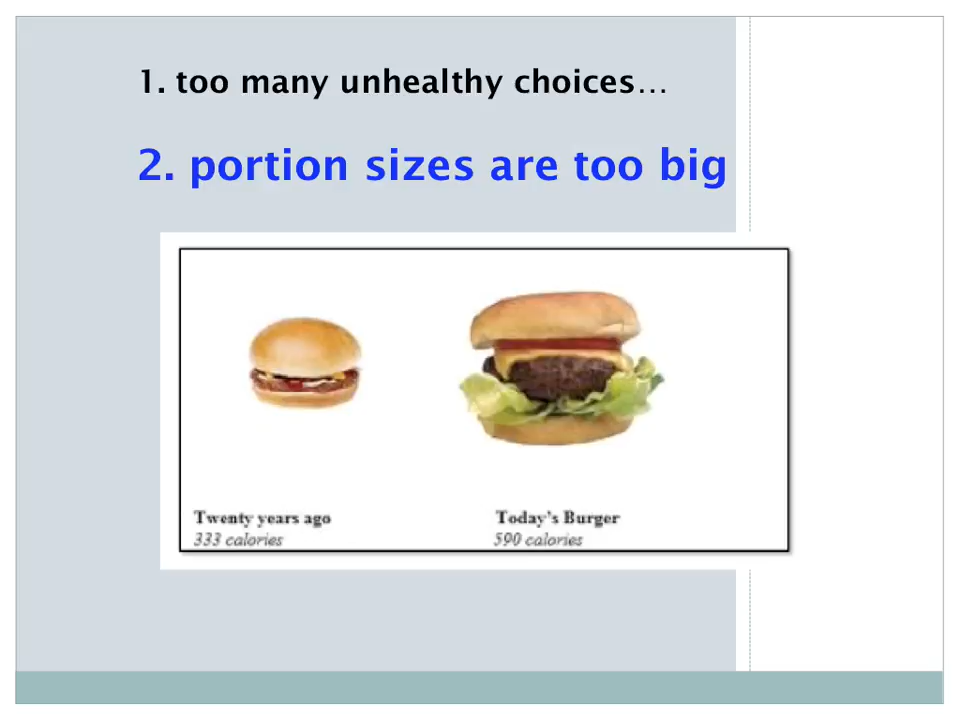 1. too many unhealthy choices...
2. portion sizes are too big
Twenty years ago
333 calories
Today's Burger
590 calories